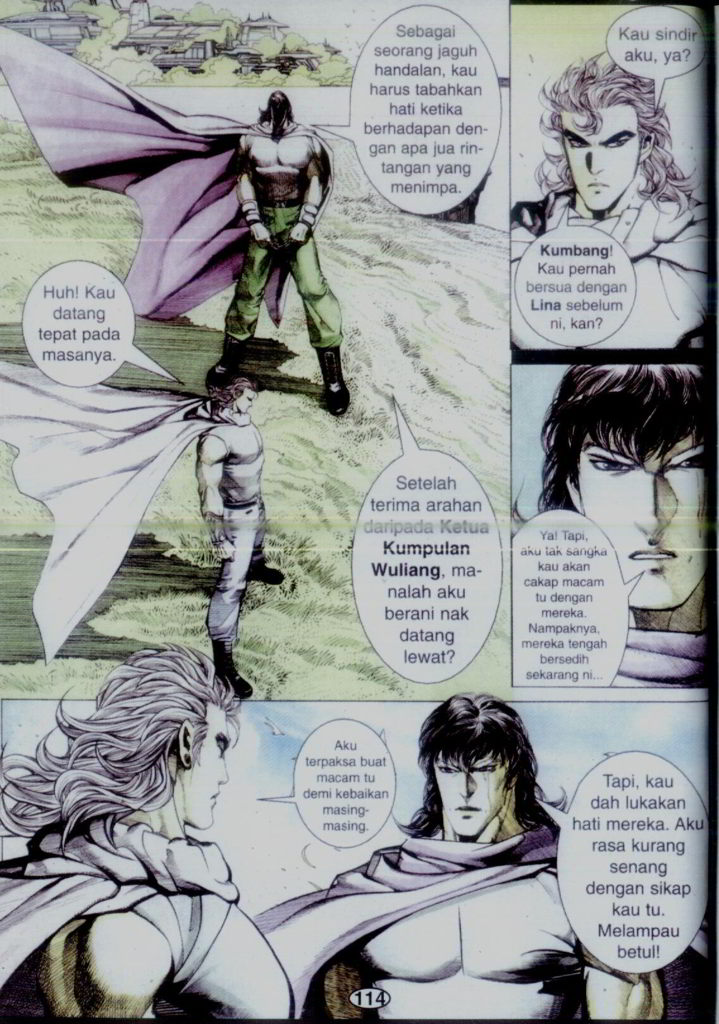 Sebagai
seorang jaguh
handalan, kau
harus tabahkan
hati ketika
berhadapan den-
gan apa jua rin-
tangan yang
menimpa.
Huh! Kau
datang
tepat pada
masanya.
Setelah
terima arahan
daripada Ketua
Kumpulan
Wuliang, ma-
nalah aku
berani nak
datang
lewat?
Kau sindir
aku, ya?
Kumbang!
Kau pernah
bersua dengan
Lina sebelum
ni, kan?
Ya! Tapi,
aku tak sangka
kau akan
cakap macam
tu dengan
mereka.
Nampaknya,
mereka tengah
bersedih
sekarang ni...
Aku
terpaksa buat
macam tu
demi kebaikan
masing-
masing.
Tapi, kau
dah lukakan
hati mereka. Aku
rasa kurang
senang
dengan sikap
kau tu.
Melampau
betul!
114